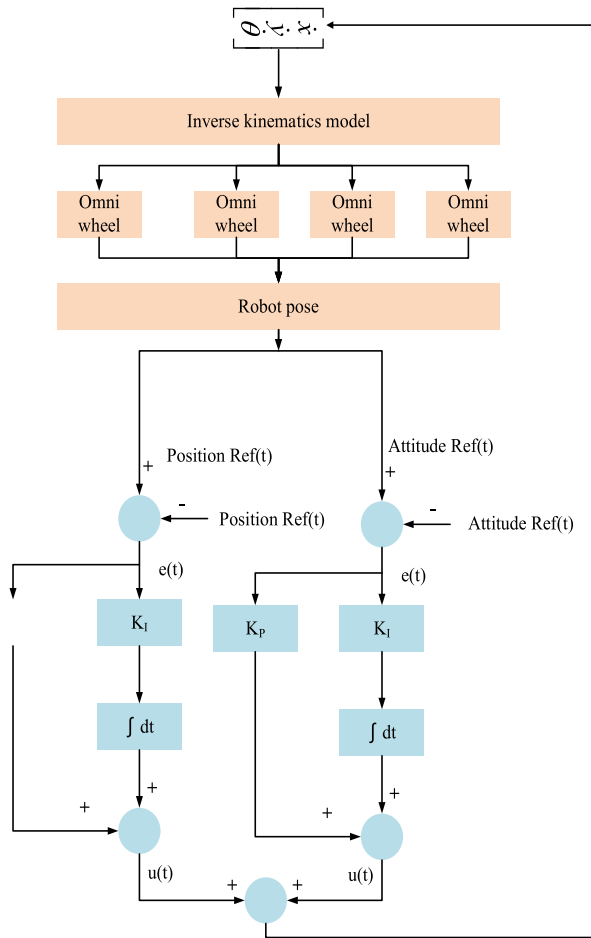 ẋ
ẏ
θ̇
Inverse kinematics model
Omni wheel
Omni wheel
Omni wheel
Omni wheel
Robot pose
Position Ref(t)
Attitude Ref(t)
+
+
-
Position Ref(t)
-
Attitude Ref(t)
e(t)
e(t)
K_I
K_P
K_I
∫ dt
∫ dt
+
+
+
+
u(t)
u(t)
+
+